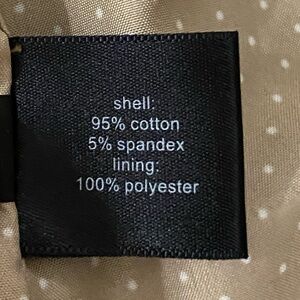 shell:
95% cotton
5% spandex
lining:
100% polyester